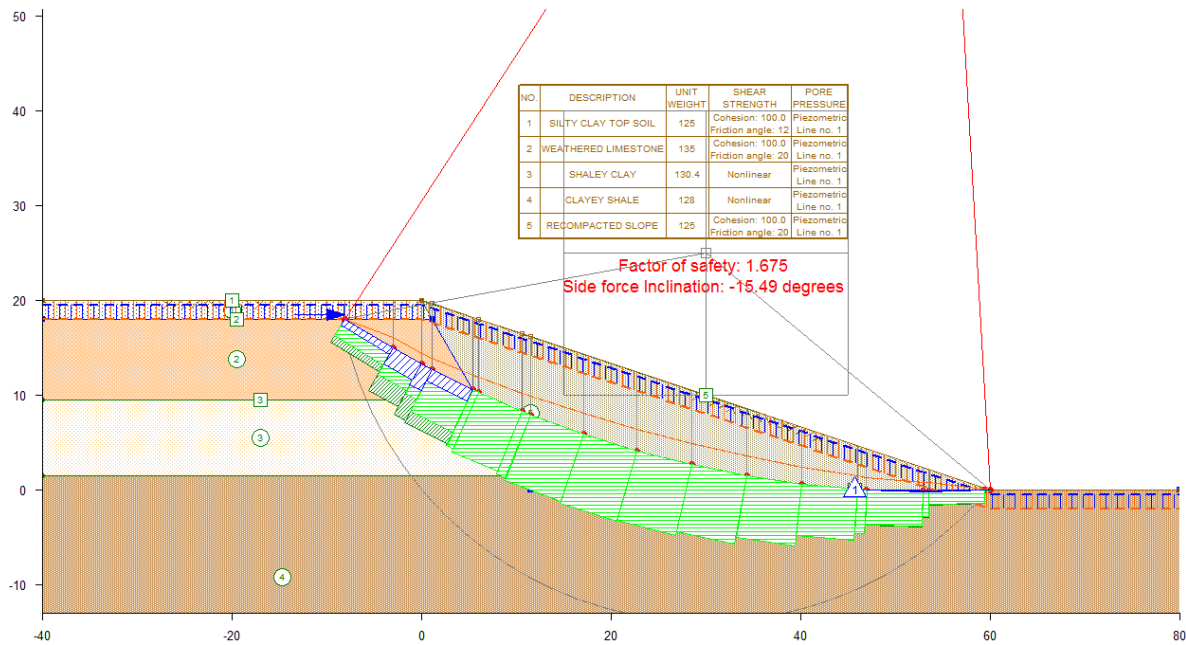 50
40
30
20
10
0
-10
-40
-20
0
20
40
60
80
NO. DESCRIPTION UNIT WEIGHT SHEAR STRENGTH PORE PRESSURE
1 SILTY CLAY TOP SOIL 125 Cohesion: 100.0 Friction angle: 12 Piezometric Line no. 1
2 WEATHERED LIMESTONE 135 Cohesion: 100.0 Friction angle: 20 Piezometric Line no. 1
3 SHALEY CLAY 130.4 Nonlinear Piezometric Line no. 1
4 CLAYEY SHALE 128 Nonlinear Piezometric Line no. 1
5 RECOMPACTED SLOPE 125 Cohesion: 100.0 Friction angle: 20 Piezometric Line no. 1
Factor of safety: 1.675
Side force Inclination: -15.49 degrees
1
2
2
3
3
4
5
1